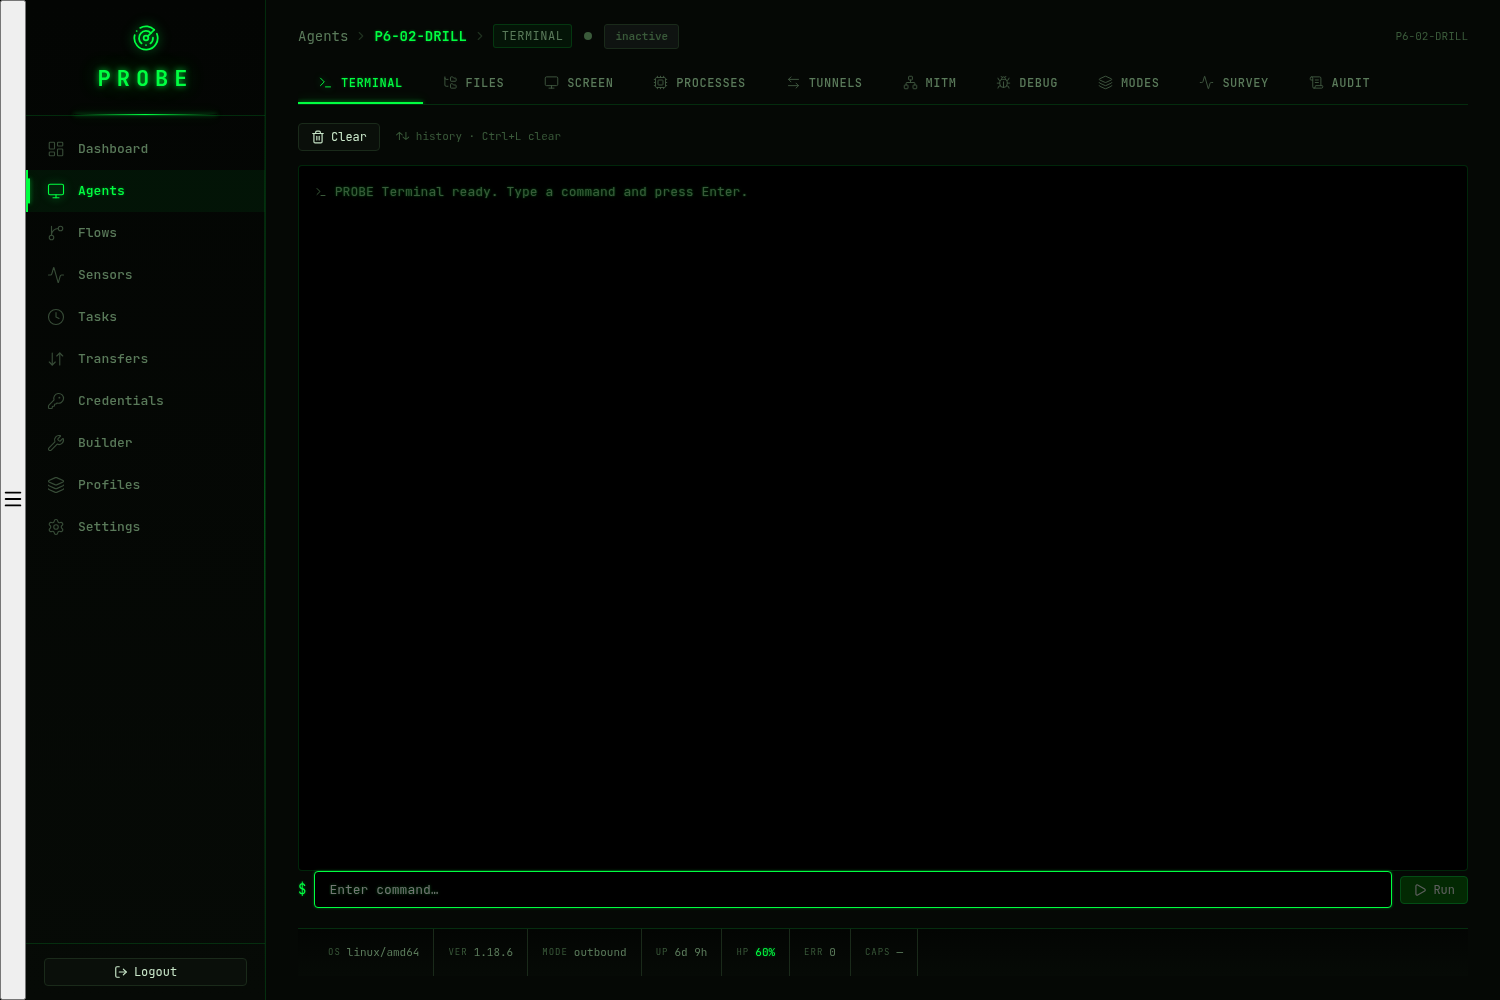 PROBE
Dashboard
Agents
Flows
Sensors
Tasks
Transfers
Credentials
Builder
Profiles
Settings
Logout
Agents P6-02-DRILL TERMINAL inactive P6-02-DRILL
TERMINAL FILES SCREEN PROCESSES TUNNELS MITM DEBUG MODES SURVEY AUDIT
Clear ↑↓ history · Ctrl+L clear
>_ PROBE Terminal ready. Type a command and press Enter.
$ Enter command… Run
OS linux/amd64 VER 1.18.6 MODE outbound UP 6d 9h HP 60% ERR 0 CAPS —